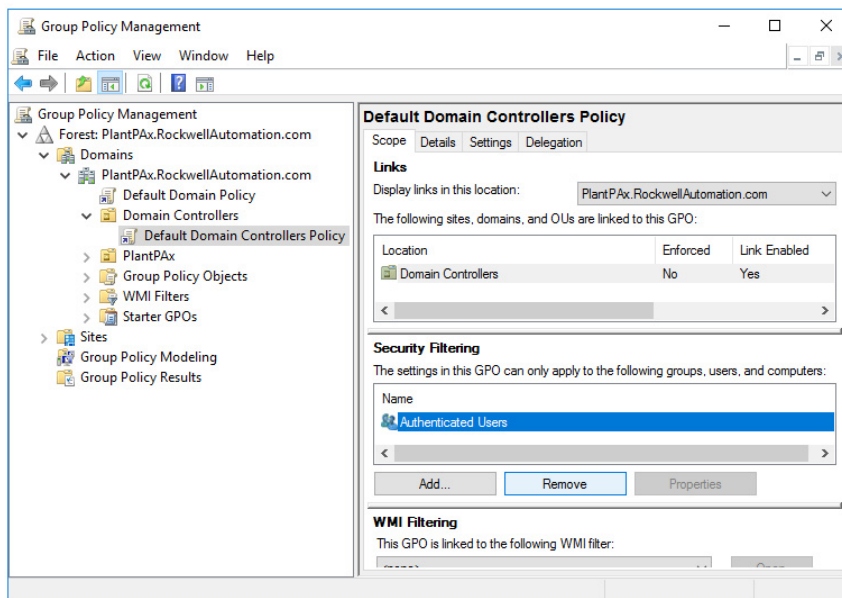 Group Policy Management
File Action View Window Help
Group Policy Management
Forest: PlantPAx.RockwellAutomation.com
Domains
PlantPAx.RockwellAutomation.com
Default Domain Policy
Domain Controllers
Default Domain Controllers Policy
PlantPAx
Group Policy Objects
WMI Filters
Starter GPOs
Sites
Group Policy Modeling
Group Policy Results
Default Domain Controllers Policy
Scope Details Settings Delegation
Links
Display links in this location: PlantPAx.RockwellAutomation.com
The following sites, domains, and OUs are linked to this GPO:
Location Enforced Link Enabled
Domain Controllers No Yes
Security Filtering
The settings in this GPO can only apply to the following groups, users, and computers:
Name
Authenticated Users
Add... Remove Properties
WMI Filtering
This GPO is linked to the following WMI filter: